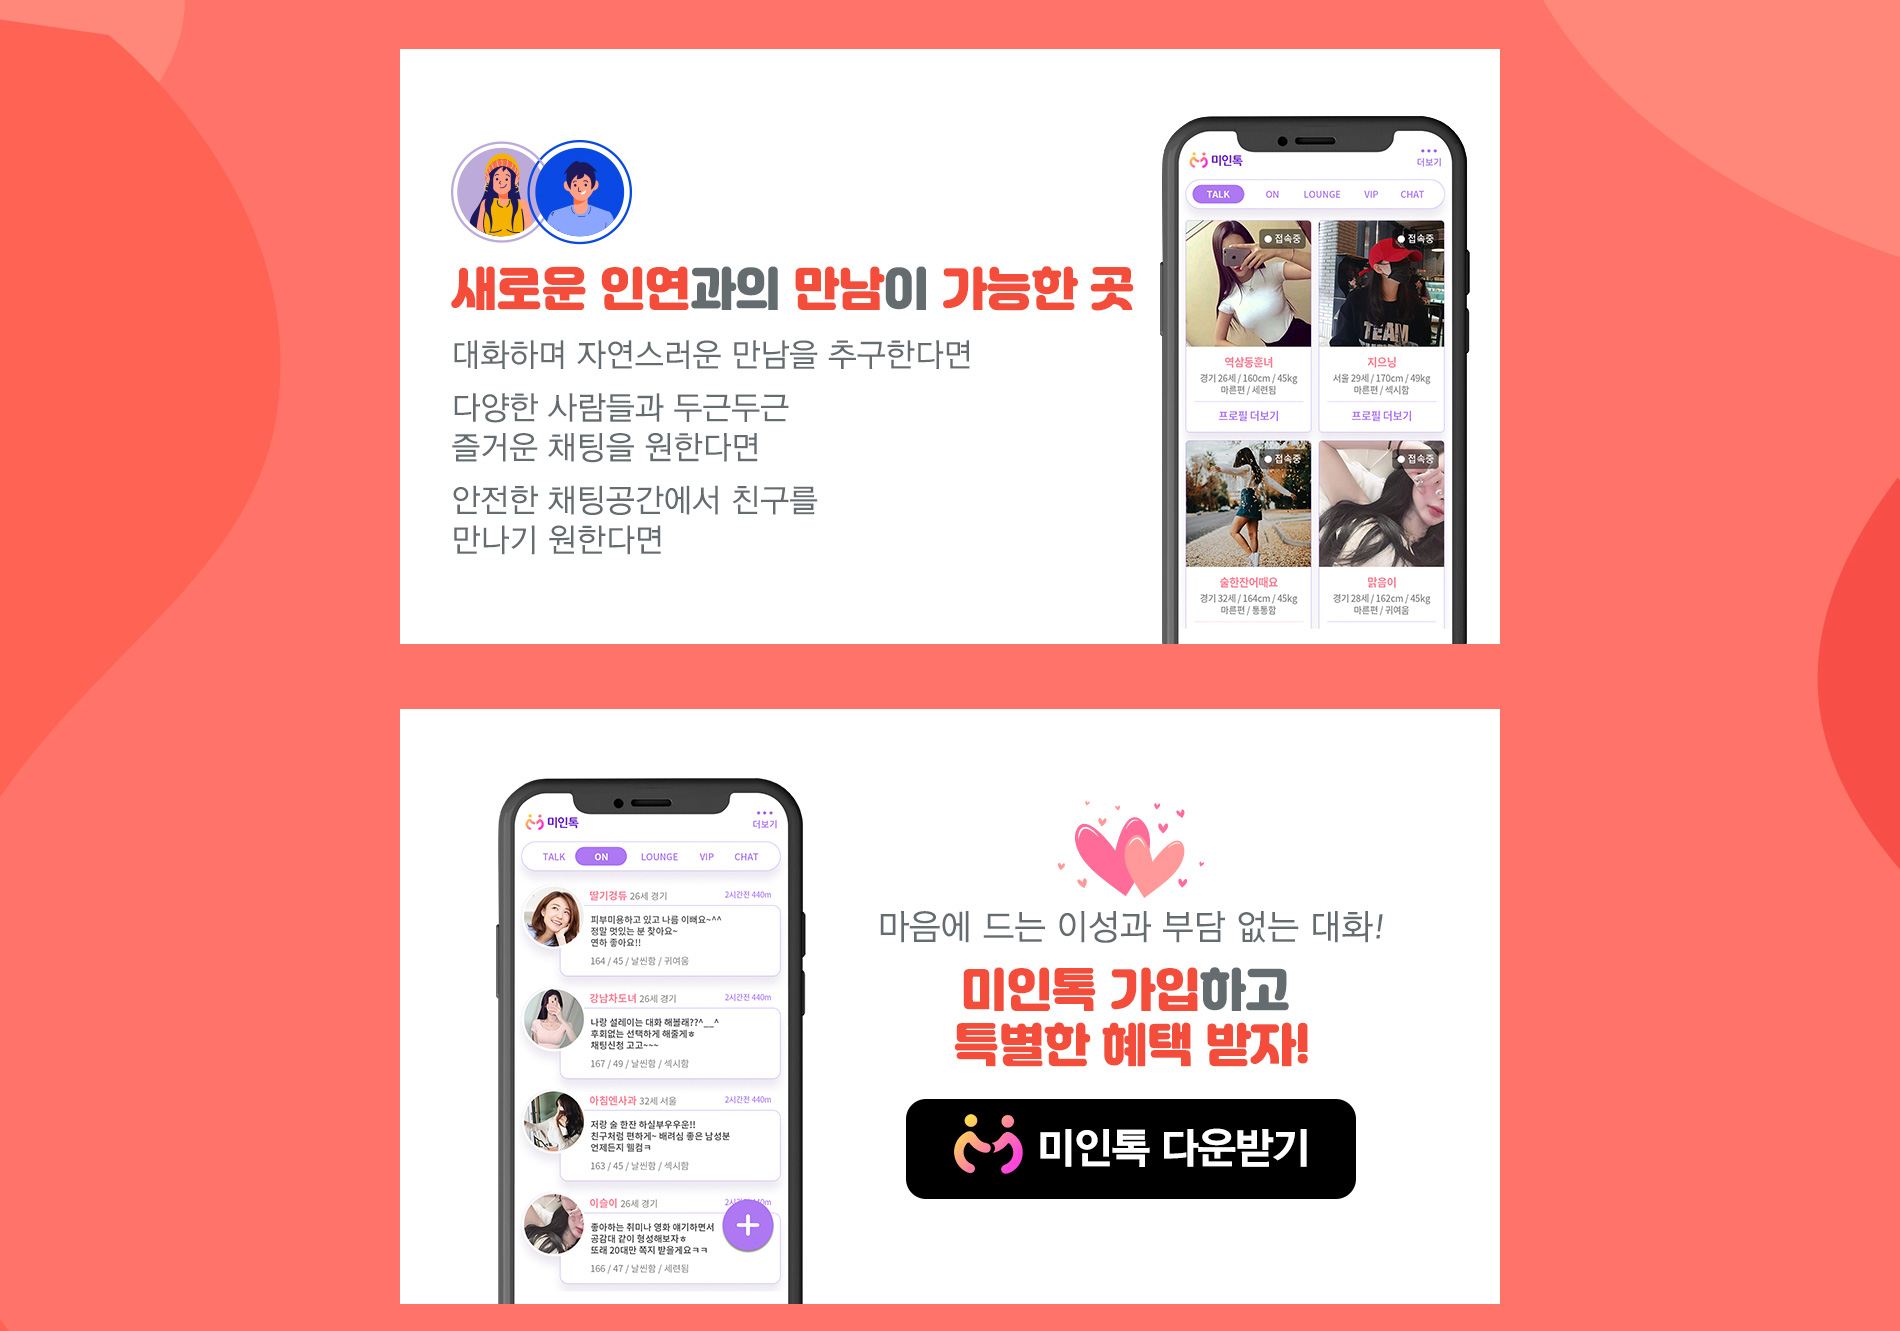 새로운 인연과의 만남이 가능한 곳
대화하며 자연스러운 만남을 추구한다면
다양한 사람들과 두근두근
즐거운 채팅을 원한다면
안전한 채팅공간에서 친구를
만나기 원한다면
미인톡
더보기
TALK ON LOUNGE VIP CHAT
접속중
접속중
TEAM
역삼동훈녀
경기 26세 / 160cm / 45kg
마른편 / 세련됨
프로필 더보기
지으닝
서울 29세 / 170cm / 49kg
마른편 / 섹시함
프로필 더보기
접속중
접속중
술한잔어때요
경기 32세 / 164cm / 45kg
마른편 / 통통함
맑음이
경기 28세 / 162cm / 45kg
마른편 / 귀여움
미인톡
더보기
TALK ON LOUNGE VIP CHAT
딸기겅듀 26세 경기 2시간전 440m
피부미용하고 있고 나름 이뻐요~^^
정말 멋있는 분 찾아요~
연하 좋아요!!
164 / 45 / 날씬함 / 귀여움
강남차도녀 26세 경기 2시간전 440m
나랑 설레이는 대화 해볼래??^__^
후회없는 선택하게 해줄게ㅎ
채팅신청 고고~~~
167 / 49 / 날씬함 / 섹시함
아침엔사과 32세 서울 2시간전 440m
저랑 술 한잔 하실부우우운!!
친구처럼 편하게~ 배려심 좋은 남성분
언제든지 웰컴ㅋ
163 / 45 / 날씬함 / 섹시함
이슬이 26세 경기
좋아하는 취미나 영화 얘기하면서
공감대 같이 형성해보자ㅎ
또래 20대만 쪽지 받을게요ㅋㅋ
166 / 47 / 날씬함 / 세련됨
마음에 드는 이성과 부담 없는 대화!
미인톡 가입하고
특별한 혜택 받자!
미인톡 다운받기